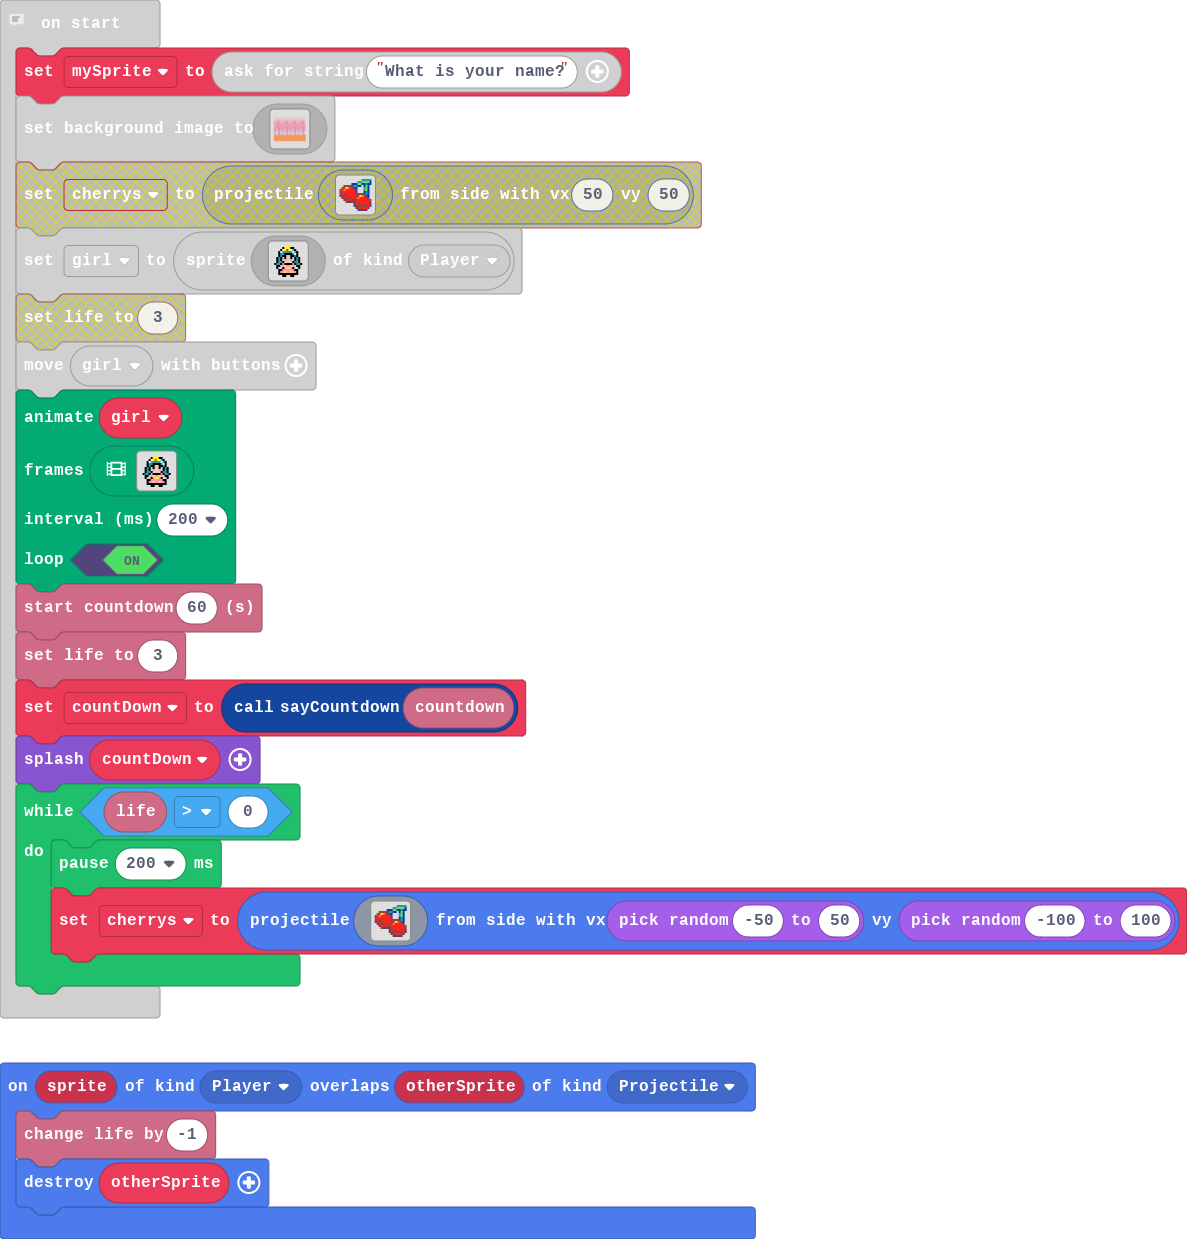 on start
set mySprite to ask for string "What is your name?"
set background image to
set cherrys to projectile from side with vx 50 vy 50
set girl to sprite of kind Player
set life to 3
move girl with buttons
animate girl
frames
interval (ms) 200
loop ON
start countdown 60 (s)
set life to 3
set countDown to call sayCountdown countdown
splash countDown
while life > 0
do
pause 200 ms
set cherrys to projectile from side with vx pick random -50 to 50 vy pick random -100 to 100
on sprite of kind Player overlaps otherSprite of kind Projectile
change life by -1
destroy otherSprite